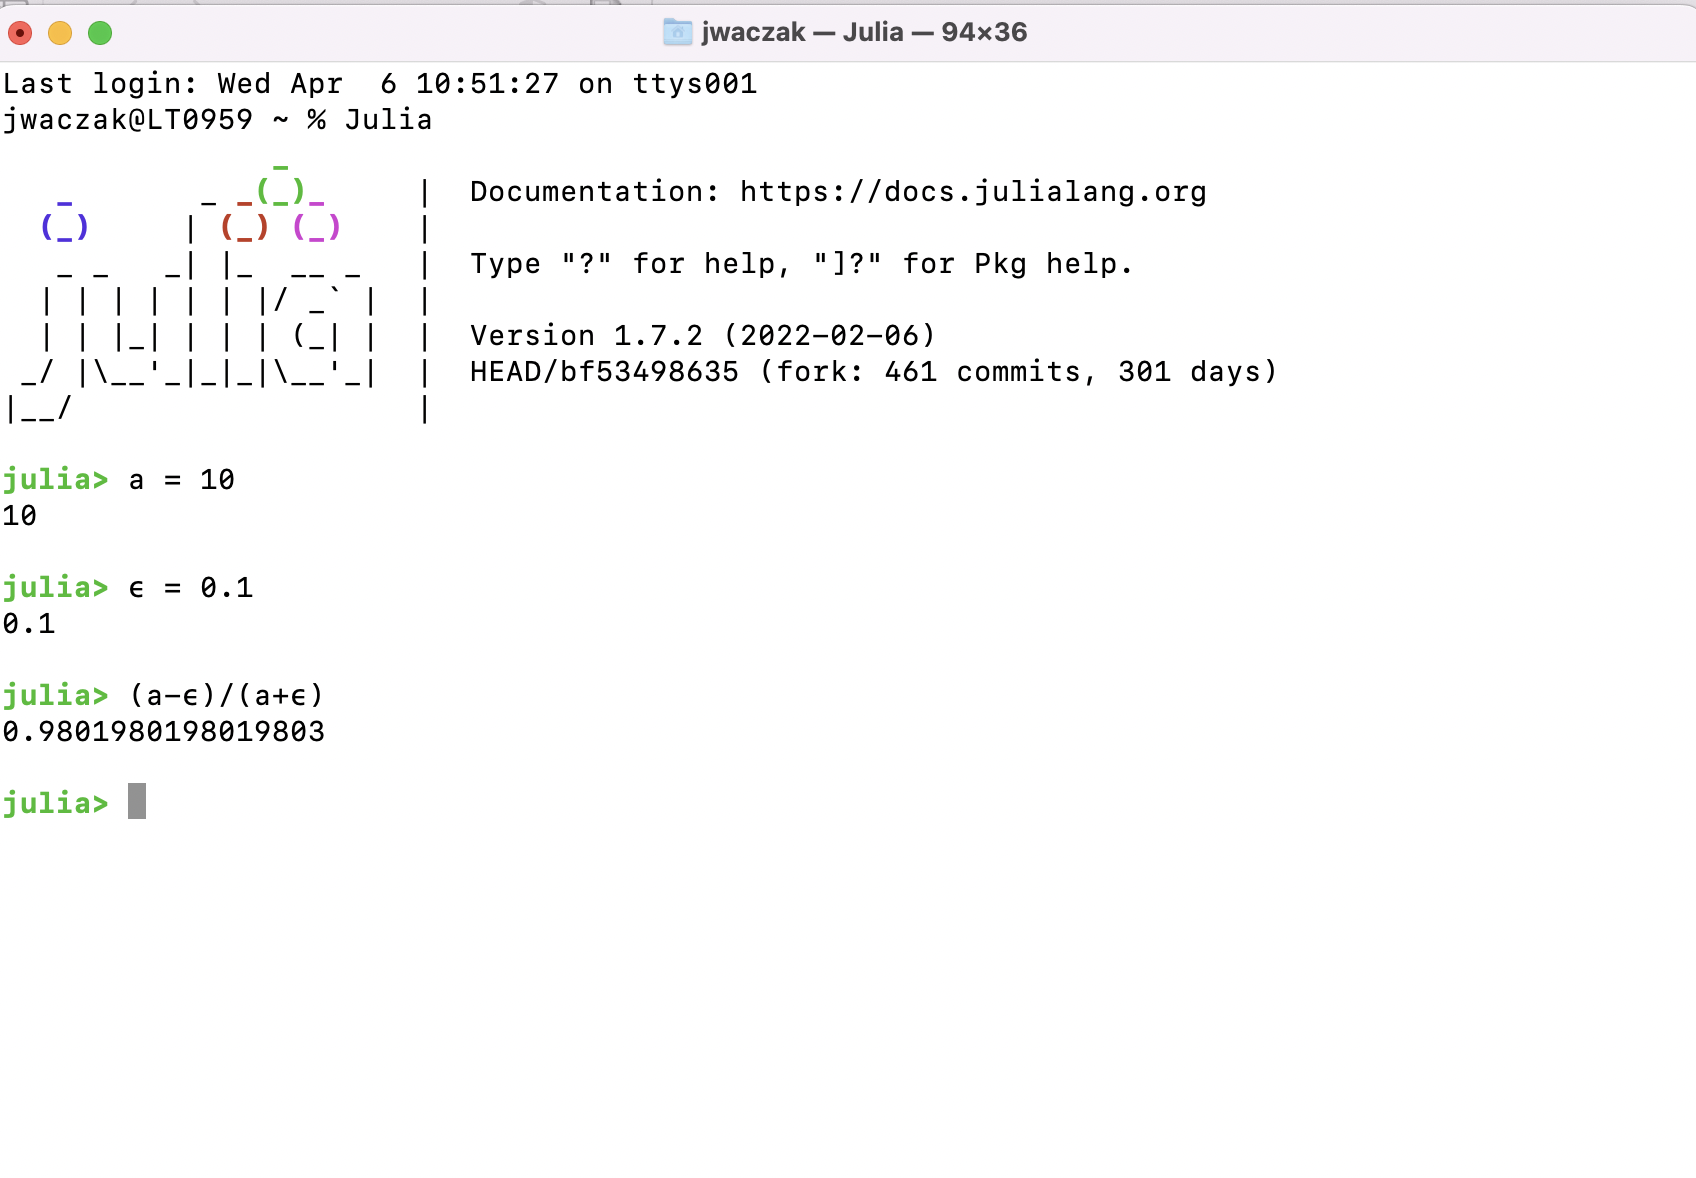 jwaczak — Julia — 94×36
Last login: Wed Apr  6 10:51:27 on ttys001
jwaczak@LT0959 ~ % Julia
               _
   _       _ _(_)_     |  Documentation: https://docs.julialang.org
  (_)     | (_) (_)    |
   _ _   _| |_  __ _   |  Type "?" for help, "]?" for Pkg help.
  | | | | | | |/ _` |  |
  | | |_| | | | (_| |  |  Version 1.7.2 (2022-02-06)
 _/ |\__'_|_|_|\__'_|  |  HEAD/bf53498635 (fork: 461 commits, 301 days)
|__/                   |
julia> a = 10
10
julia> ϵ = 0.1
0.1
julia> (a-ϵ)/(a+ϵ)
0.9801980198019803
julia>